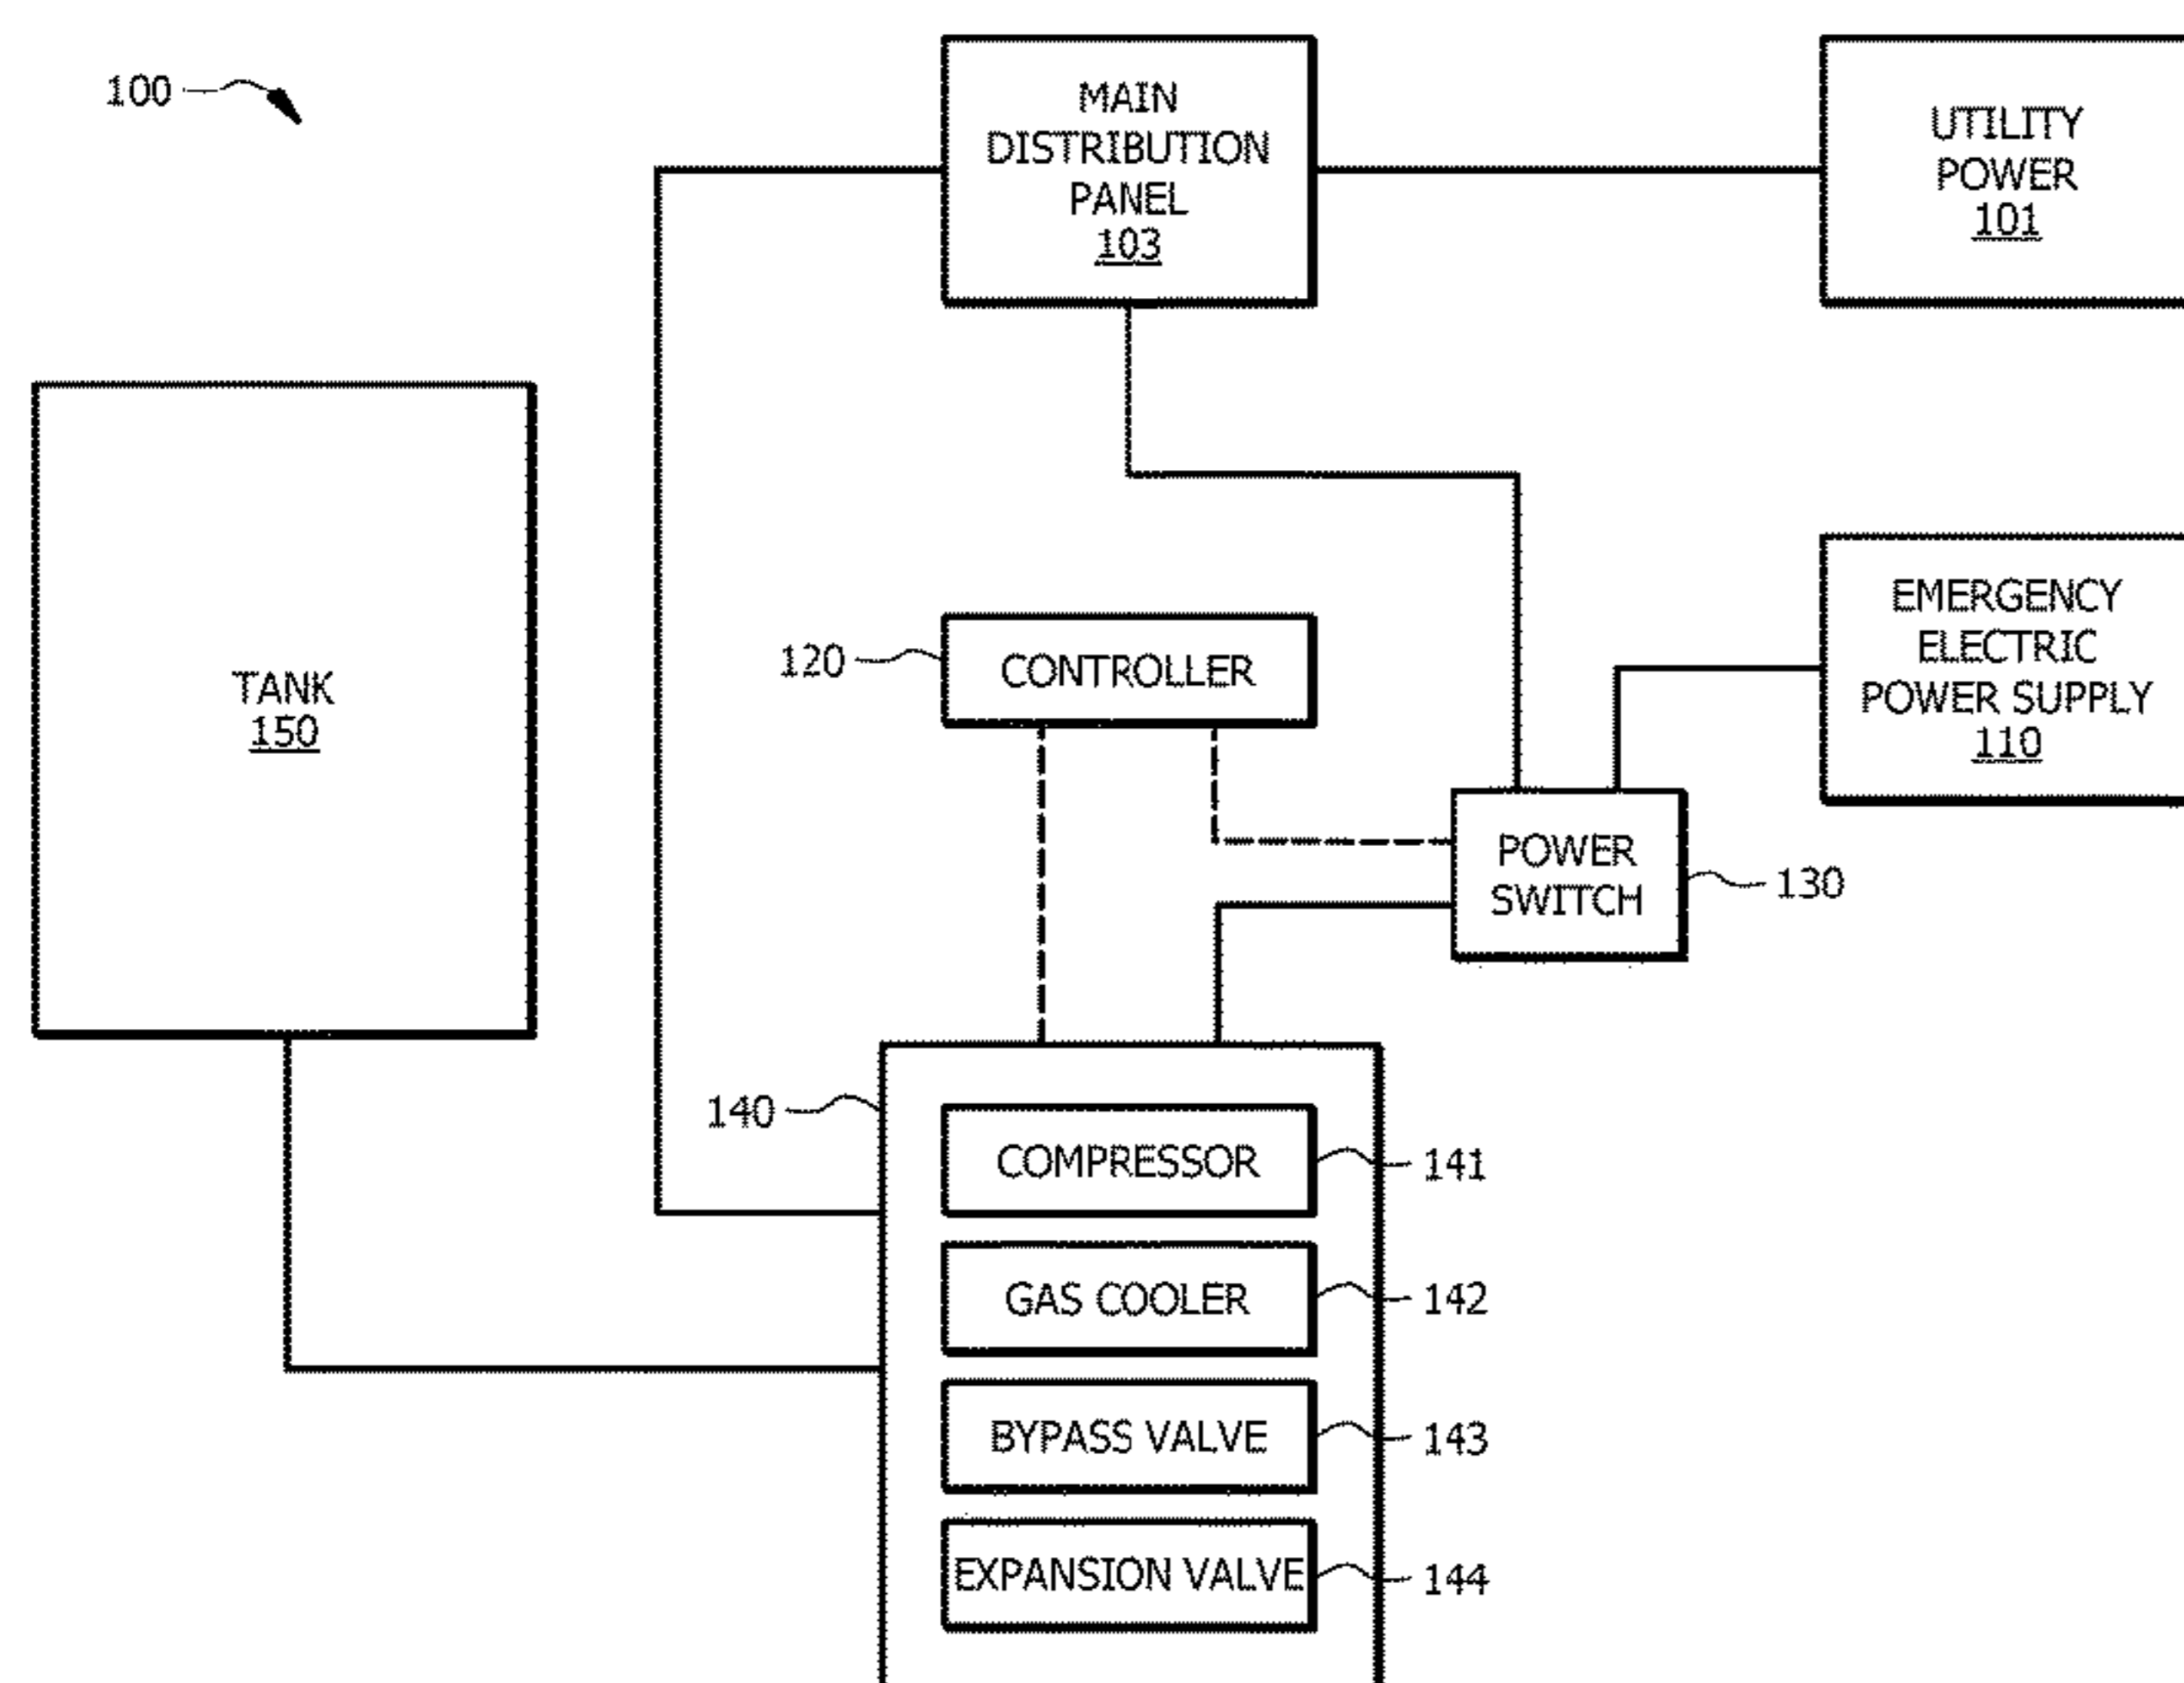 100
MAIN
DISTRIBUTION
PANEL
103
UTILITY
POWER
101
TANK
150
120
CONTROLLER
EMERGENCY
ELECTRIC
POWER SUPPLY
110
POWER
SWITCH
130
140
COMPRESSOR
141
GAS COOLER
142
BYPASS VALVE
143
EXPANSION VALVE
144